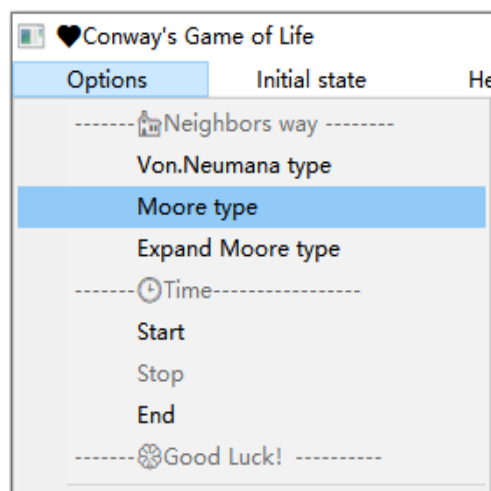 ♥Conway's Game of Life
Options Initial state He
-------🏡Neighbors way --------
Von.Neumana type
Moore type
Expand Moore type
-------🕒Time----------------
Start
Stop
End
-------🏵Good Luck! ----------